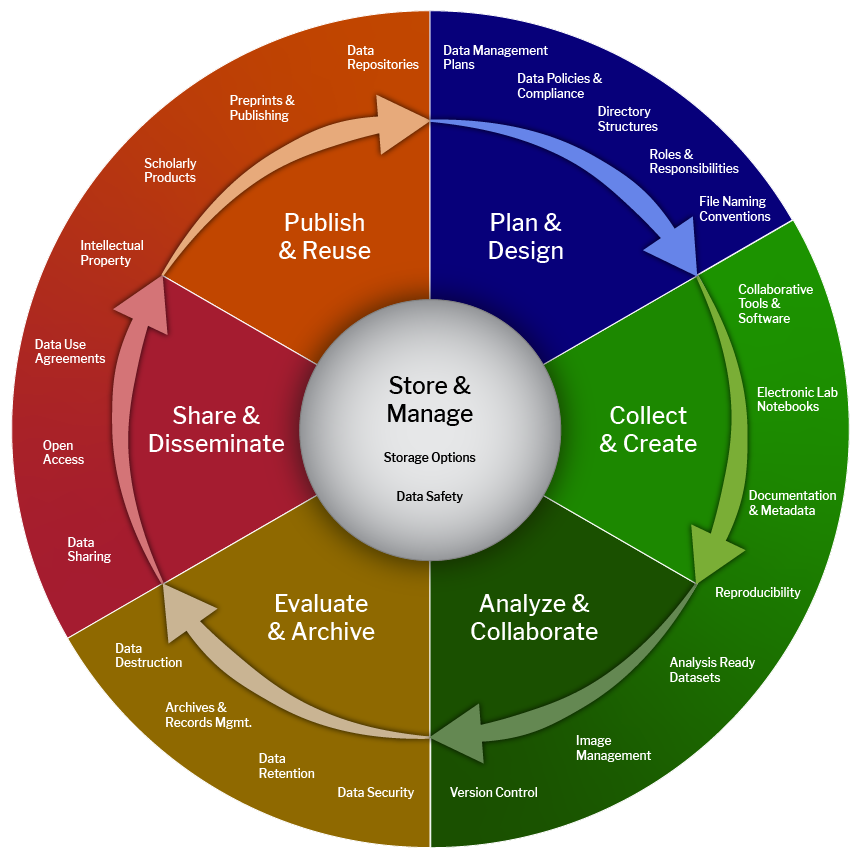 Data Management
Plans
Data Policies &
Compliance
Directory
Structures
Roles &
Responsibilities
File Naming
Conventions
Plan &
Design
Collaborative
Tools &
Software
Electronic Lab
Notebooks
Documentation
& Metadata
Reproducibility
Collect
& Create
Analysis Ready
Datasets
Image
Management
Version Control
Analyze &
Collaborate
Data Security
Data
Retention
Archives &
Records Mgmt.
Data
Destruction
Evaluate
& Archive
Data
Sharing
Open
Access
Data Use
Agreements
Share &
Disseminate
Intellectual
Property
Scholarly
Products
Preprints &
Publishing
Data
Repositories
Publish
& Reuse
Store &
Manage
Storage Options
Data Safety